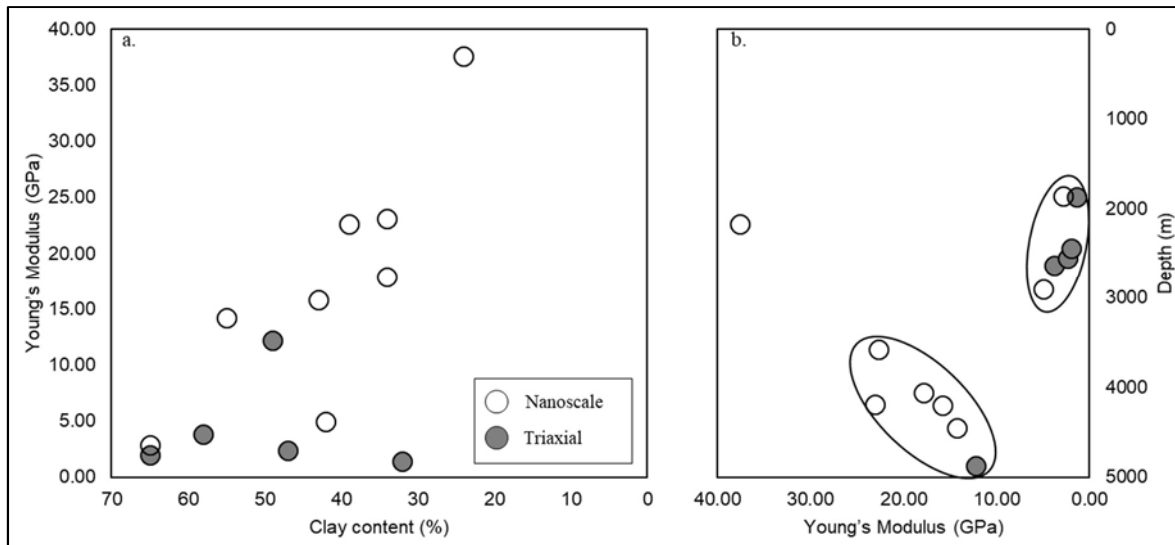 a.
40.00
35.00
30.00
25.00
20.00
15.00
10.00
5.00
0.00
Young's Modulus (GPa)
70 60 50 40 30 20 10 0
Clay content (%)
Nanoscale
Triaxial
b.
0
1000
2000
3000
4000
5000
Depth (m)
40.00 30.00 20.00 10.00 0.00
Young's Modulus (GPa)